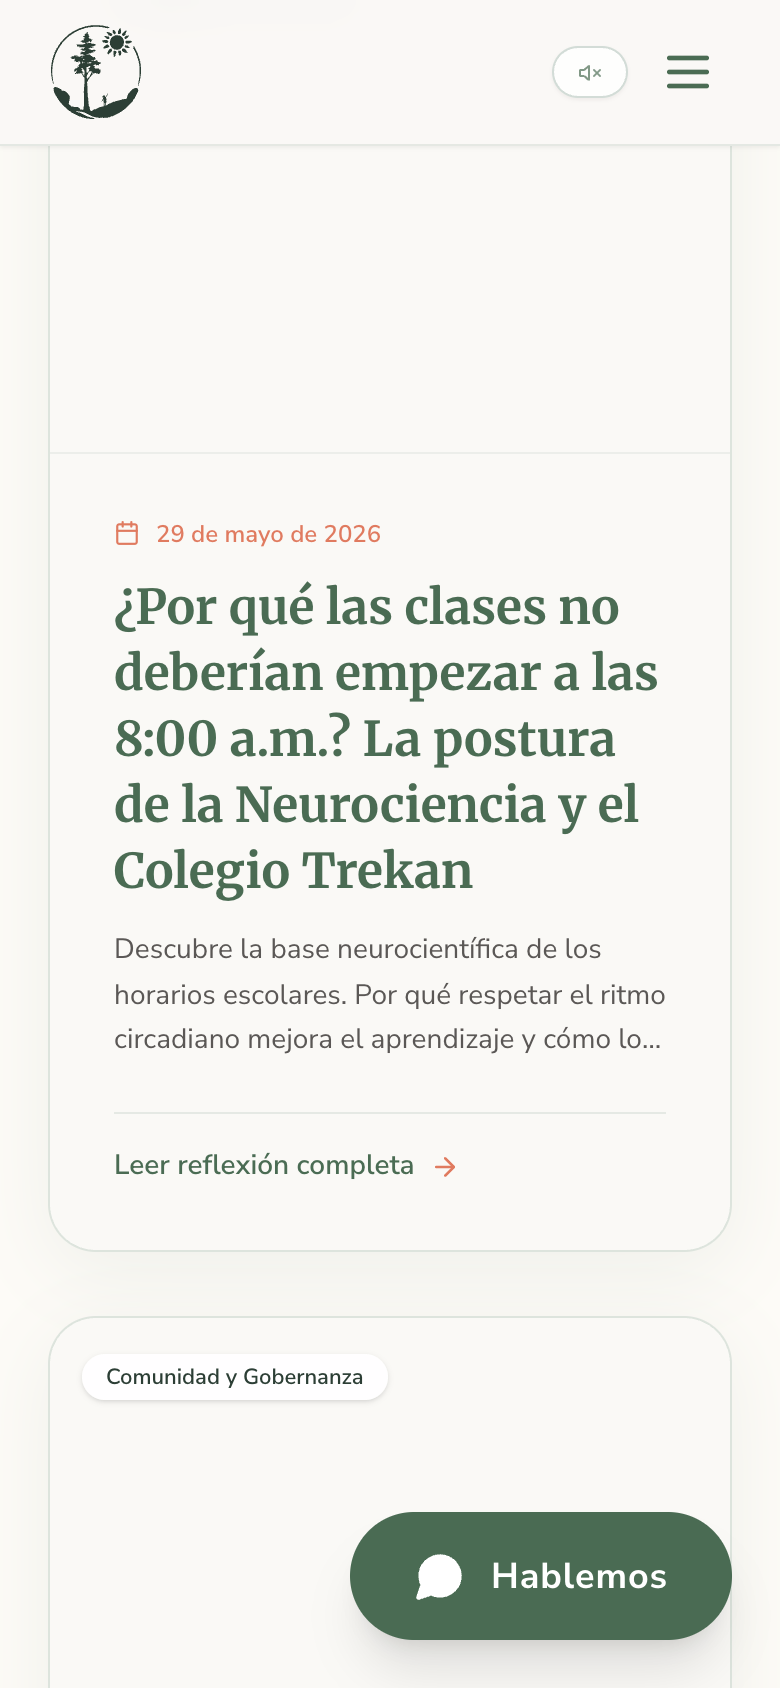 29 de mayo de 2026
¿Por qué las clases no
deberían empezar a las
8:00 a.m.? La postura
de la Neurociencia y el
Colegio Trekan
Descubre la base neurocientífica de los
horarios escolares. Por qué respetar el ritmo
circadiano mejora el aprendizaje y cómo lo...
Leer reflexión completa
Comunidad y Gobernanza
Hablemos